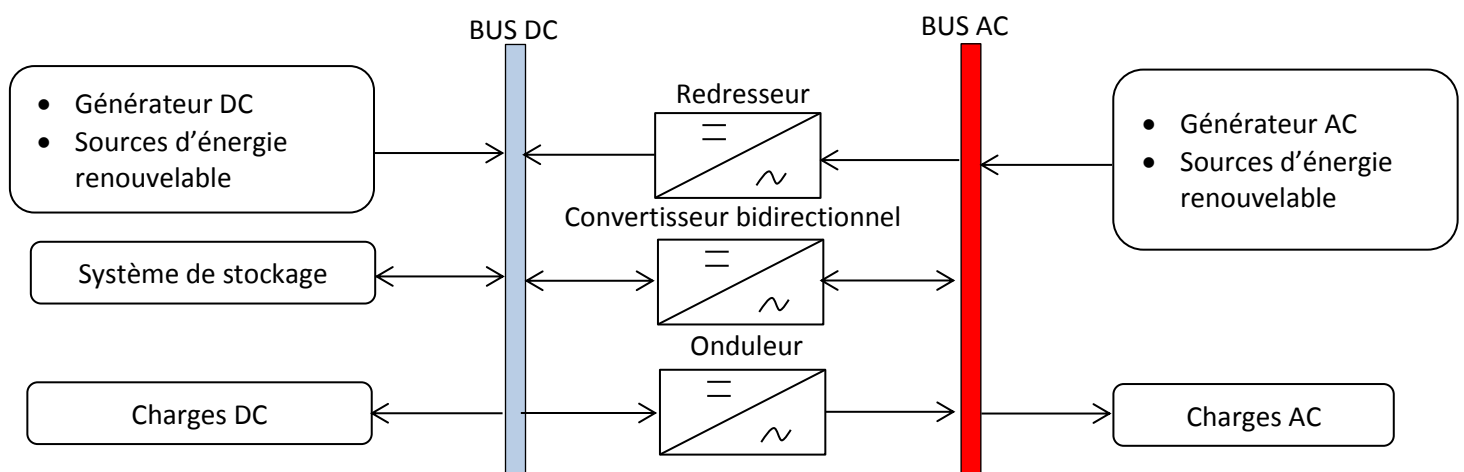 BUS DC
BUS AC
• Générateur DC
• Sources d’énergie
renouvelable
Redresseur
• Générateur AC
• Sources d’énergie
renouvelable
Convertisseur bidirectionnel
Système de stockage
Onduleur
Charges DC
Charges AC